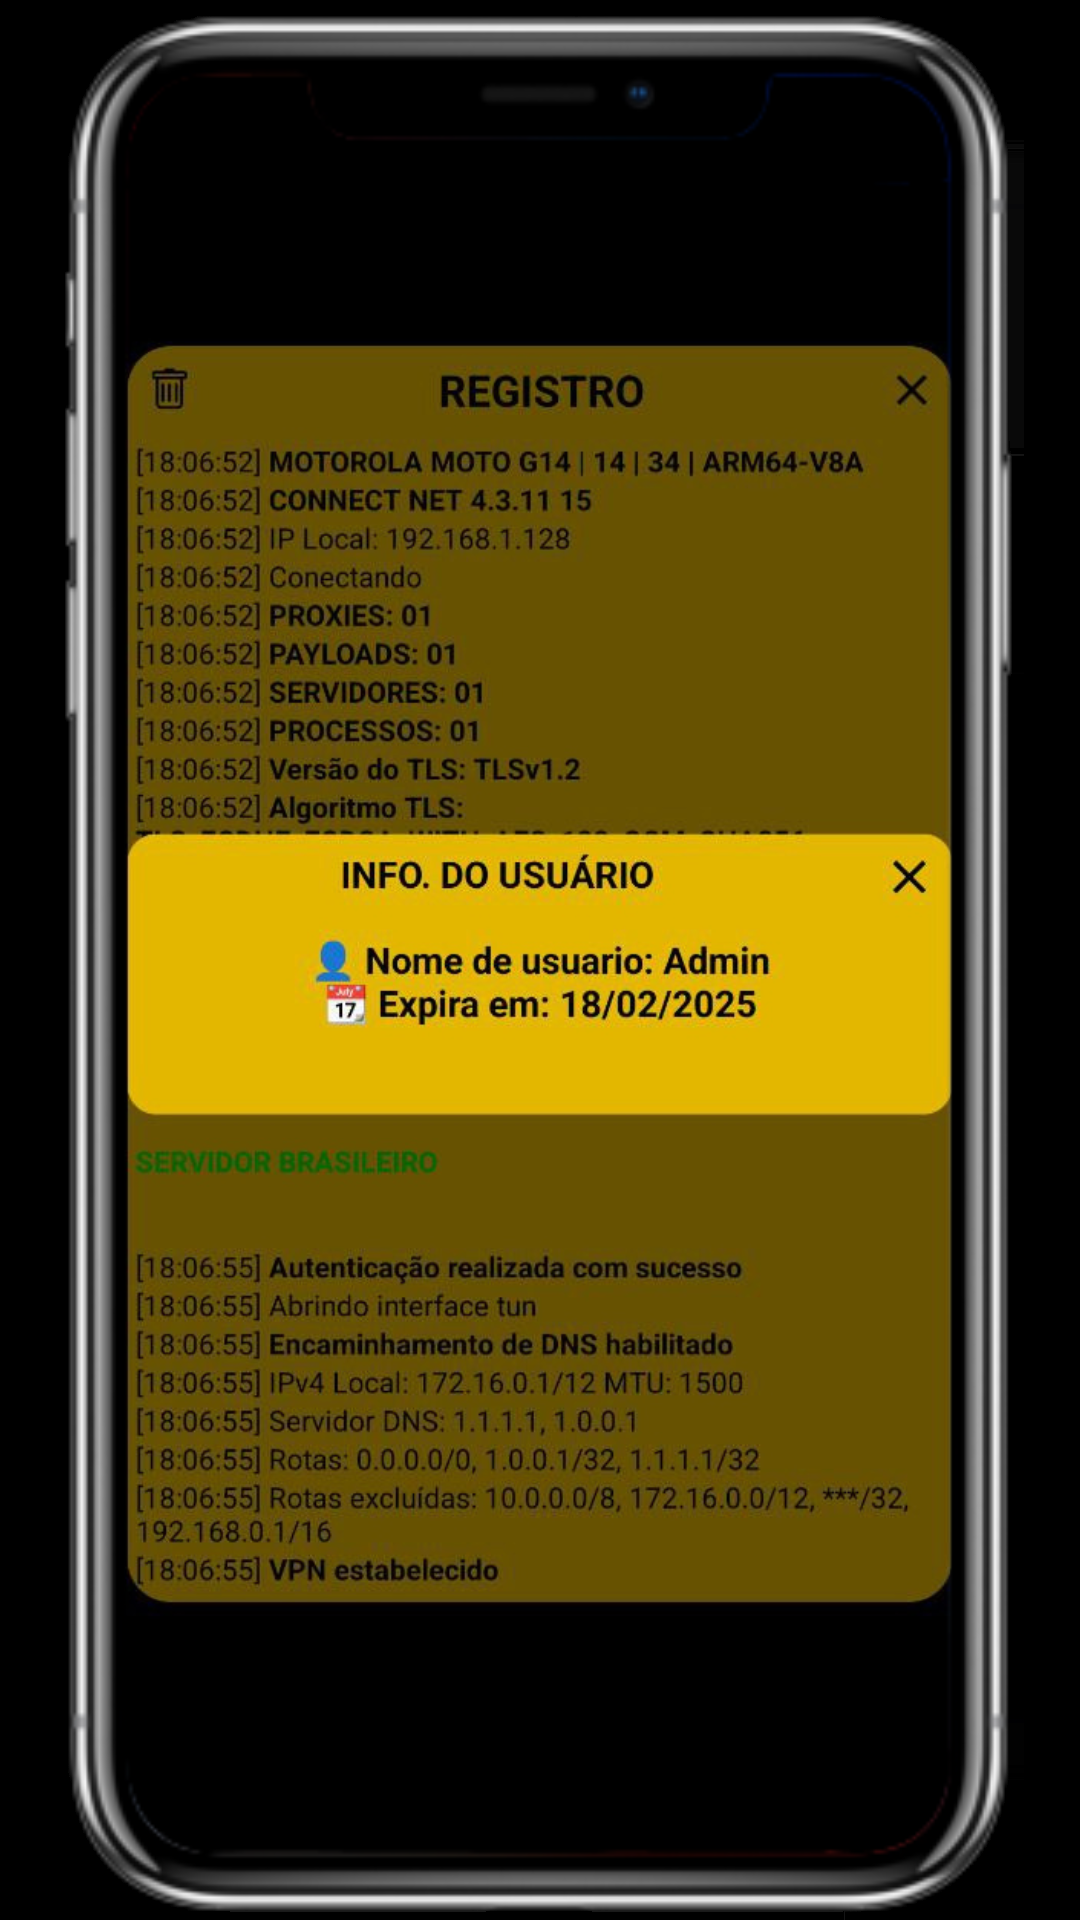 REGISTRO
[18:06:52] MOTOROLA MOTO G14 | 14 | 34 | ARM64-V8A
[18:06:52] CONNECT NET 4.3.11 15
[18:06:52] IP Local: 192.168.1.128
[18:06:52] Conectando
[18:06:52] PROXIES: 01
[18:06:52] PAYLOADS: 01
[18:06:52] SERVIDORES: 01
[18:06:52] PROCESSOS: 01
[18:06:52] Versão do TLS: TLSv1.2
[18:06:52] Algoritmo TLS:
INFO. DO USUÁRIO
Nome de usuario: Admin
July
17
Expira em: 18/02/2025
SERVIDOR BRASILEIRO
[18:06:55] Autenticação realizada com sucesso
[18:06:55] Abrindo interface tun
[18:06:55] Encaminhamento de DNS habilitado
[18:06:55] IPv4 Local: 172.16.0.1/12 MTU: 1500
[18:06:55] Servidor DNS: 1.1.1.1, 1.0.0.1
[18:06:55] Rotas: 0.0.0.0/0, 1.0.0.1/32, 1.1.1.1/32
[18:06:55] Rotas excluídas: 10.0.0.0/8, 172.16.0.0/12, ***/32,
192.168.0.1/16
[18:06:55] VPN estabelecido